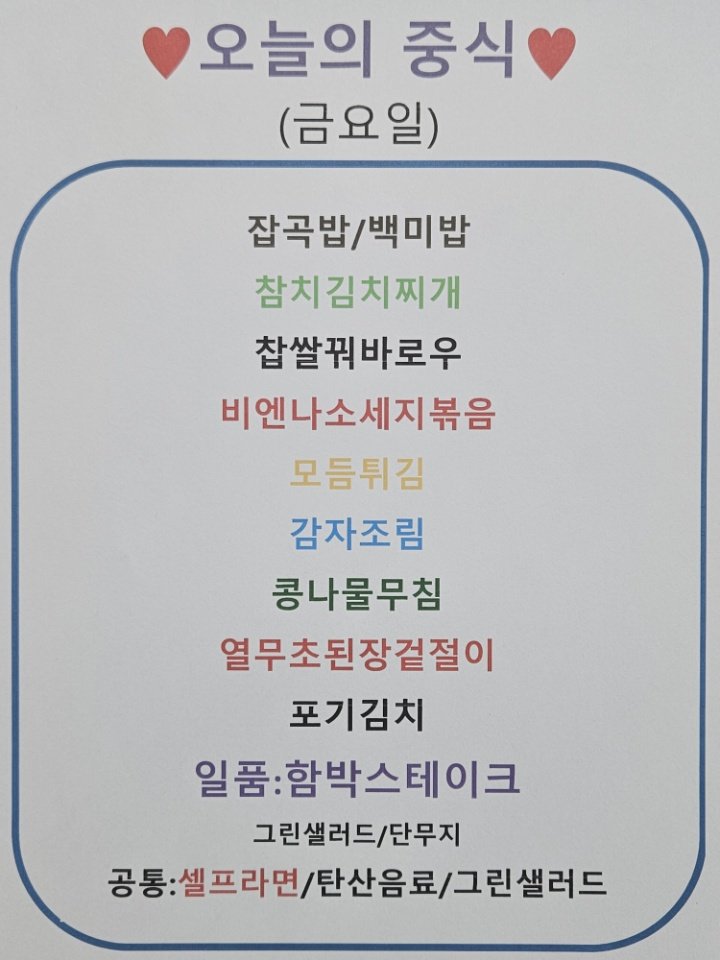 ♥오늘의 중식♥
(금요일)
잡곡밥/백미밥
참치김치찌개
찹쌀꿔바로우
비엔나소세지볶음
모듬튀김
감자조림
콩나물무침
열무초된장겉절이
포기김치
일품:함박스테이크
그린샐러드/단무지
공통:셀프라면/탄산음료/그린샐러드